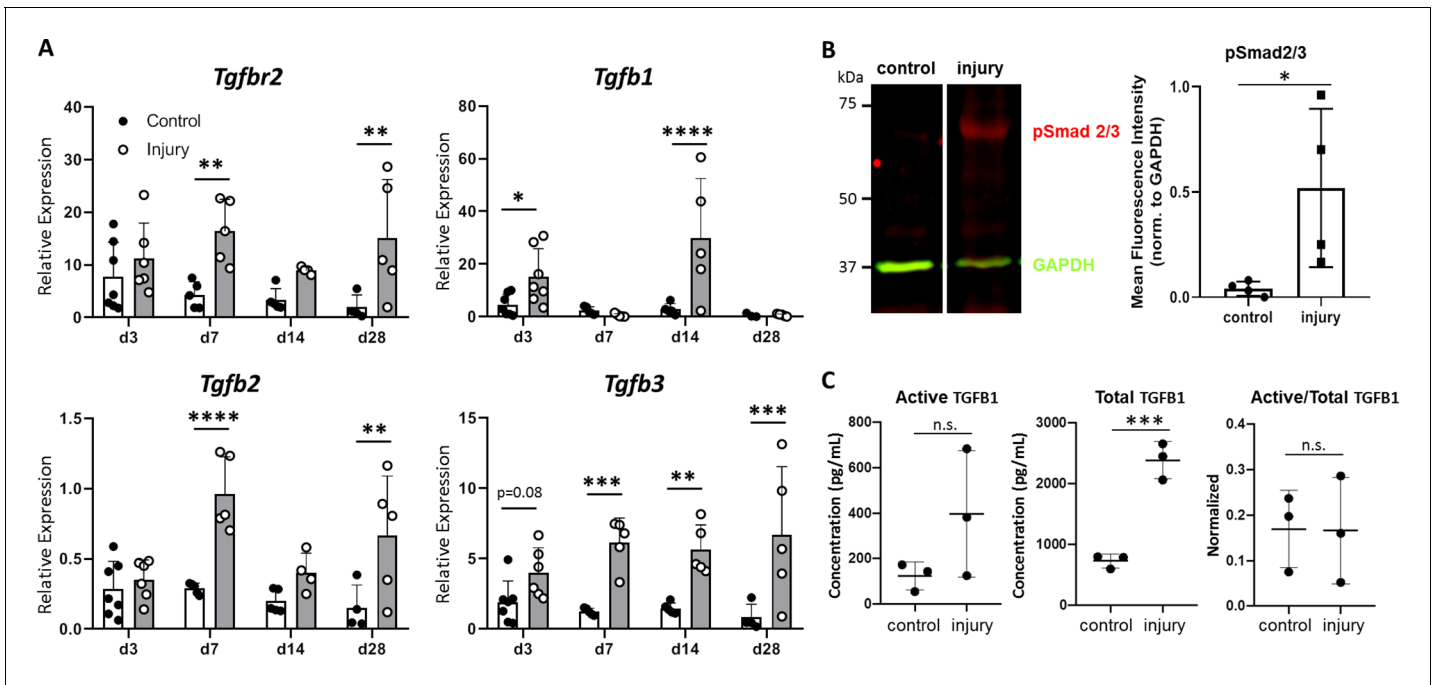 A
Tgfbr2
Relative Expression
40
30
20
10
0
Control
Injury
**
**
d3 d7 d14 d28
Tgfb1
Relative Expression
80
60
40
20
0
*
****
d3 d7 d14 d28
Tgfb2
Relative Expression
1.5
1.0
0.5
0.0
****
**
d3 d7 d14 d28
Tgfb3
Relative Expression
15
10
5
0
p=0.08
***
**
***
d3 d7 d14 d28
B
kDa
control injury
75
50
37
pSmad 2/3
GAPDH
pSmad2/3
Mean Fluorescence Intensity
(norm. to GAPDH)
1.0
0.5
0.0
*
control injury
C
Active TGFB1
Concentration (pg/mL)
800
600
400
200
0
n.s.
control injury
Total TGFB1
Concentration (pg/mL)
3000
2000
1000
0
***
control injury
Active/Total TGFB1
Normalized
0.4
0.3
0.2
0.1
0.0
n.s.
control injury